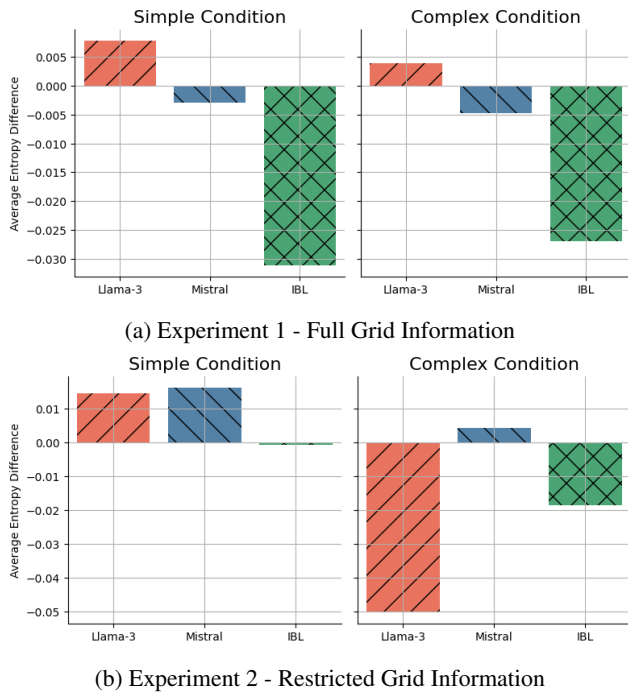 Simple Condition Complex Condition
0.005
0.000
−0.005
−0.010
−0.015
−0.020
−0.025
−0.030
Average Entropy Difference
Llama-3 Mistral IBL Llama-3 Mistral IBL
(a) Experiment 1 - Full Grid Information
Simple Condition Complex Condition
0.01
0.00
−0.01
−0.02
−0.03
−0.04
−0.05
Average Entropy Difference
Llama-3 Mistral IBL Llama-3 Mistral IBL
(b) Experiment 2 - Restricted Grid Information